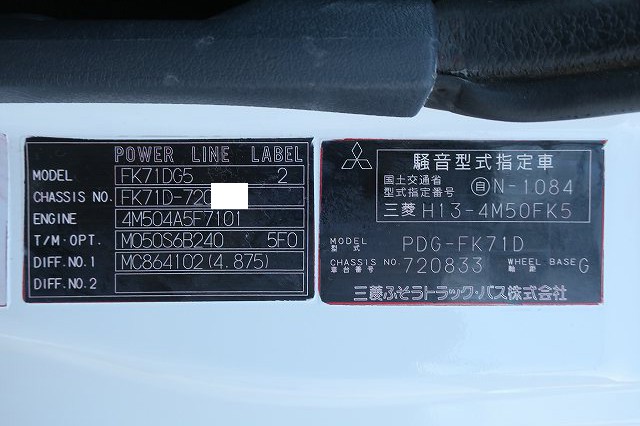 POWER LINE LABEL
MODEL FK71DG5 2
CHASSIS NO. FK71D-720
ENGINE 4M504A5F7101
T/M·OPT. M050S6B240 5F0
DIFF.NO.1 MC864102(4.875)
DIFF.NO.2
騒音型式指定車
国土交通省
型式指定番号 自 N-1084
三菱 H13-4M50FK5
MODEL
型式 PDG-FK71D
CHASSIS NO.
車台番号 720833 WHEEL BASE
軸距 G
三菱ふそうトラック・バス株式会社